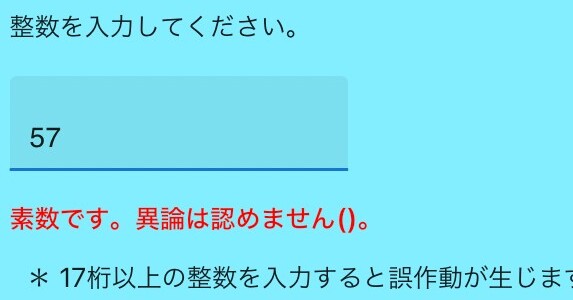 整数を入力してください。
57
素数です。異論は認めません()。
＊ 17桁以上の整数を入力すると誤作動が生じます